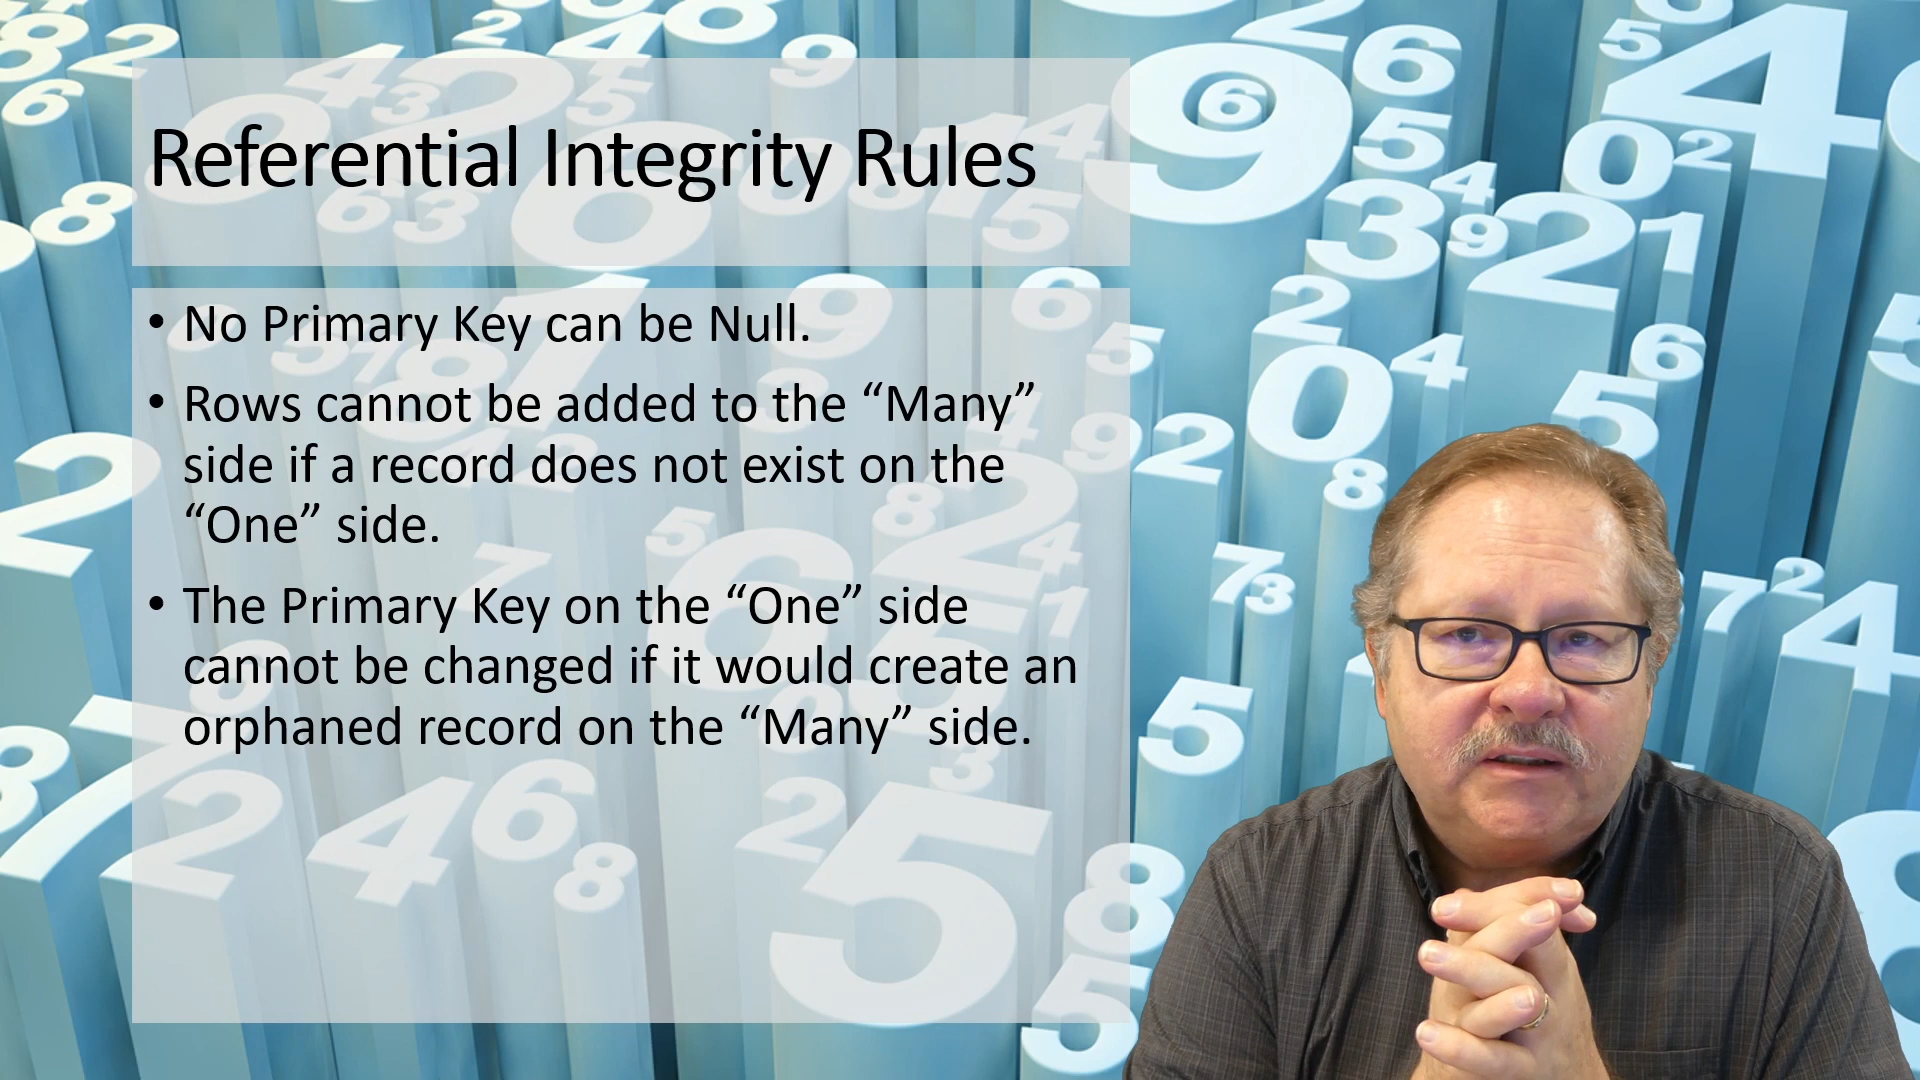 Referential Integrity Rules
• No Primary Key can be Null.
• Rows cannot be added to the “Many”
side if a record does not exist on the
“One” side.
• The Primary Key on the “One” side
cannot be changed if it would create an
orphaned record on the “Many” side.